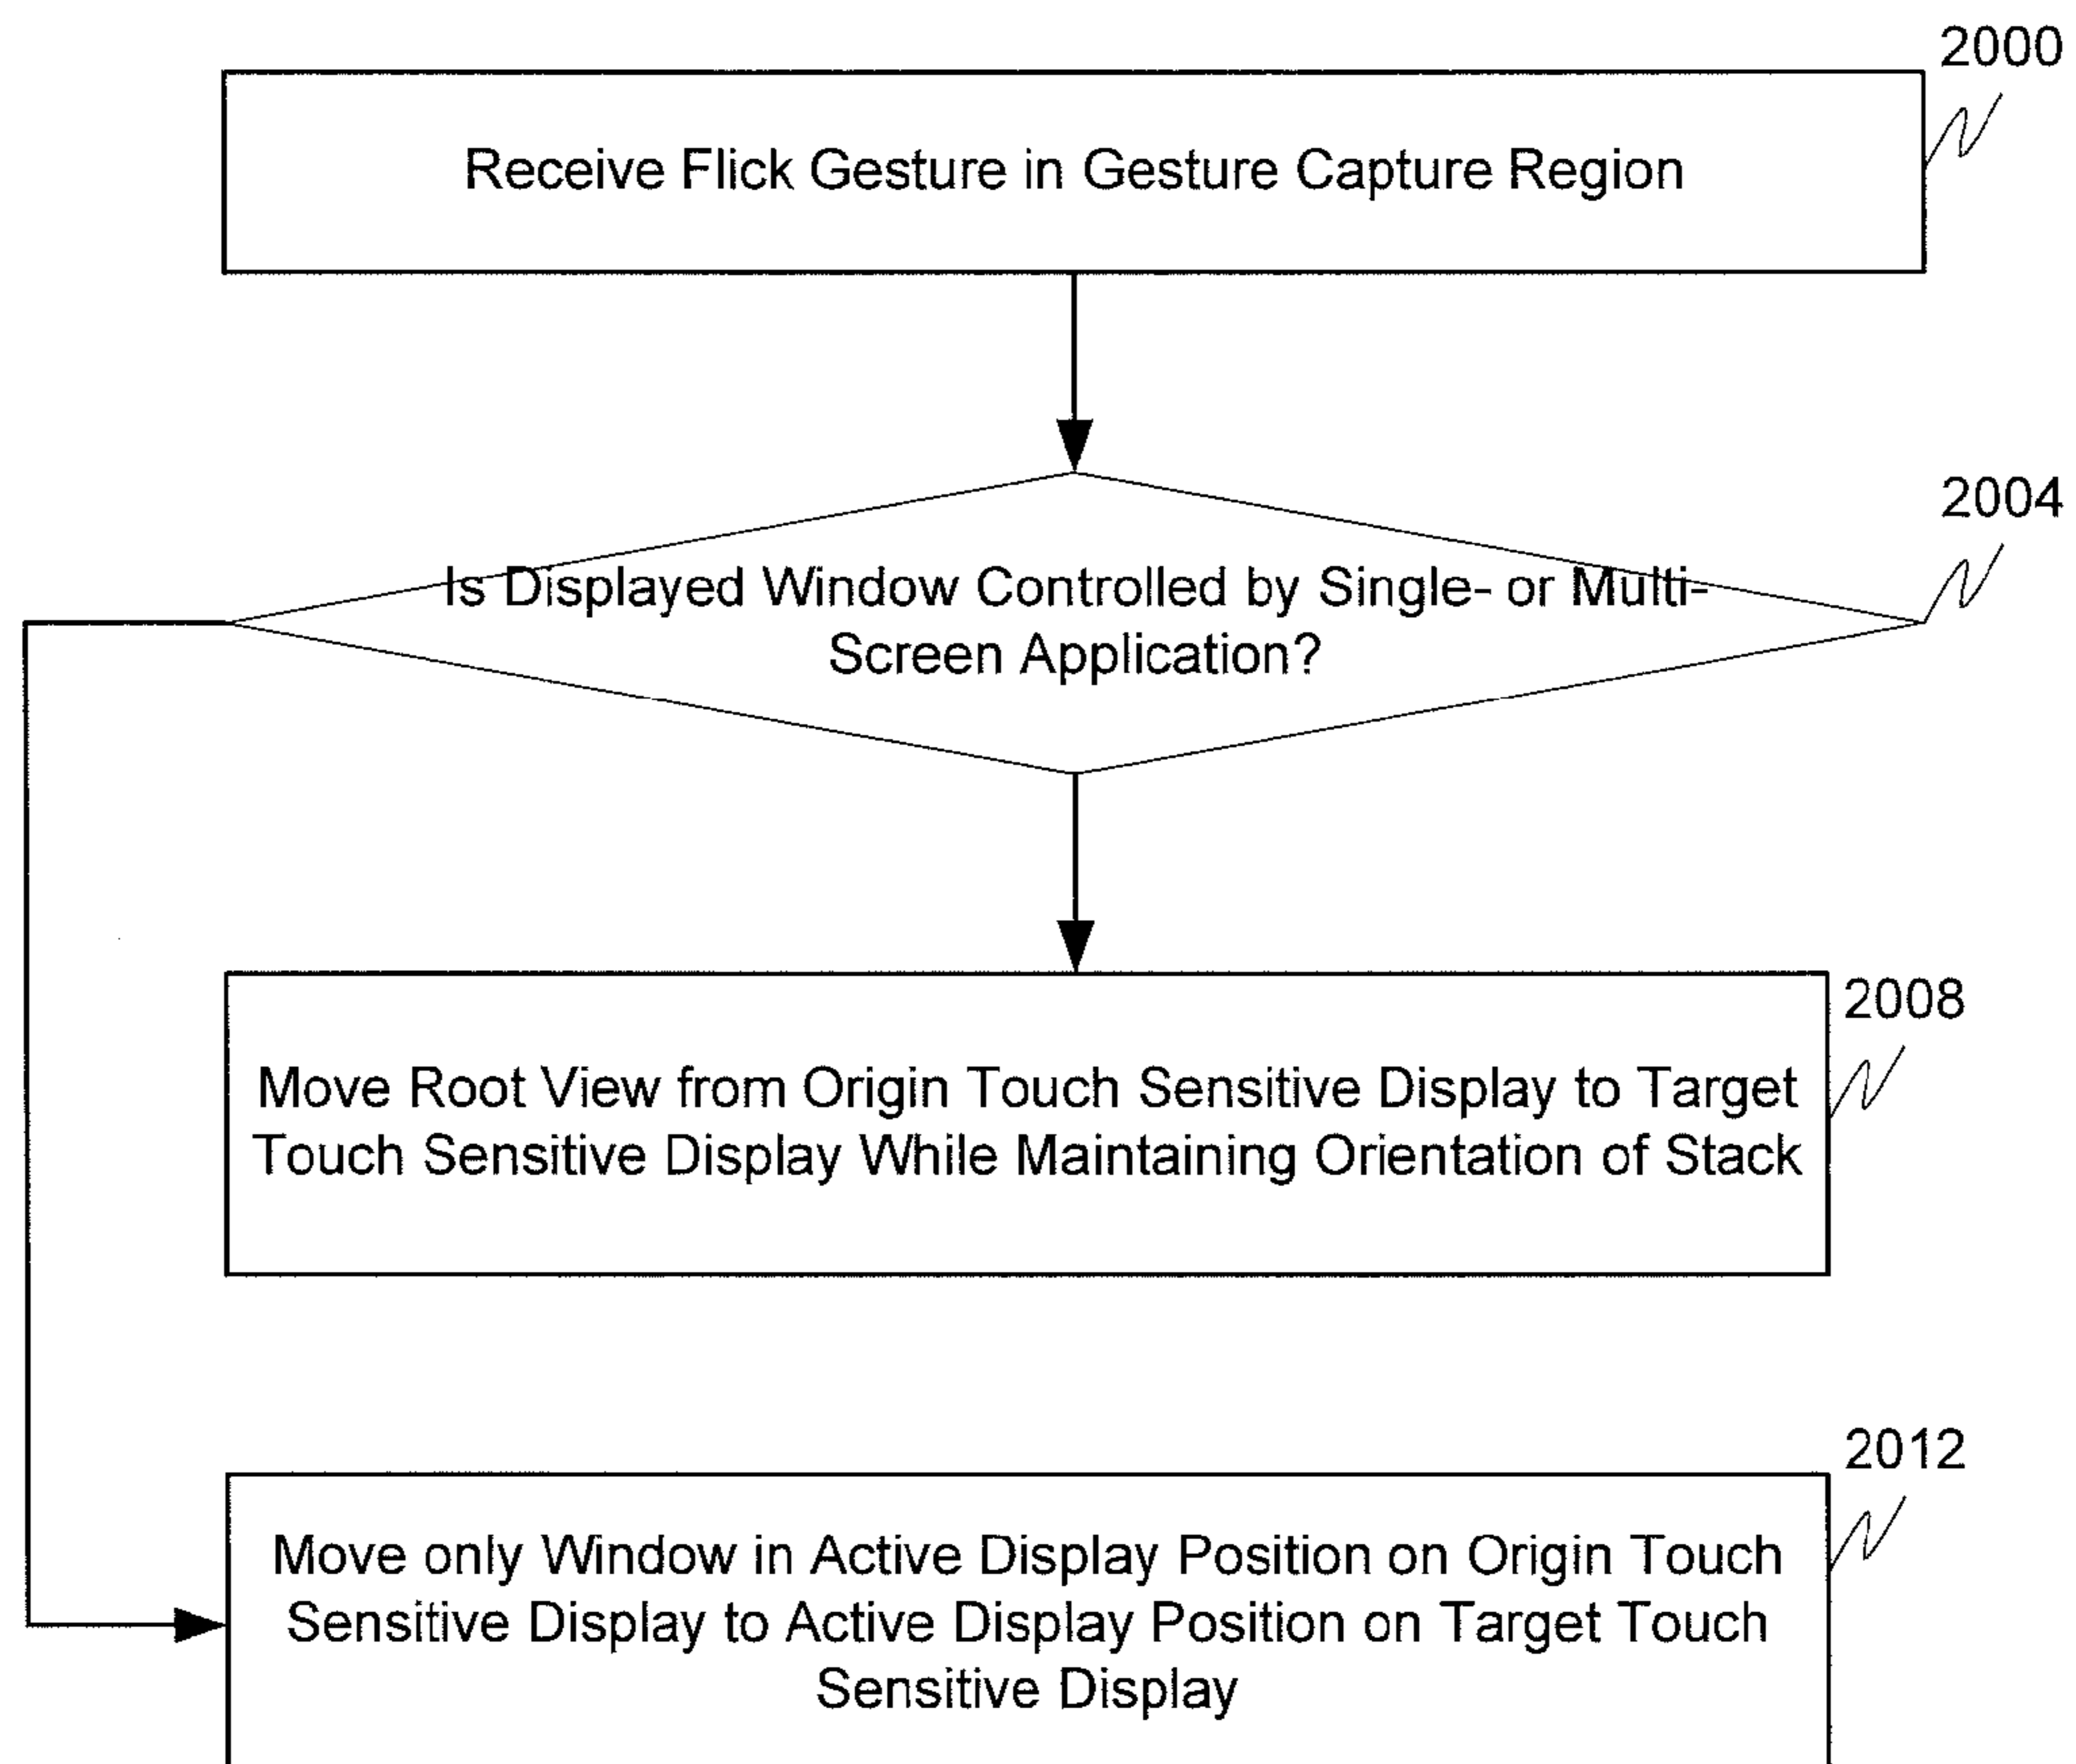 2000
Receive Flick Gesture in Gesture Capture Region
2004
Is Displayed Window Controlled by Single- or Multi-
Screen Application?
2008
Move Root View from Origin Touch Sensitive Display to Target
Touch Sensitive Display While Maintaining Orientation of Stack
2012
Move only Window in Active Display Position on Origin Touch
Sensitive Display to Active Display Position on Target Touch
Sensitive Display